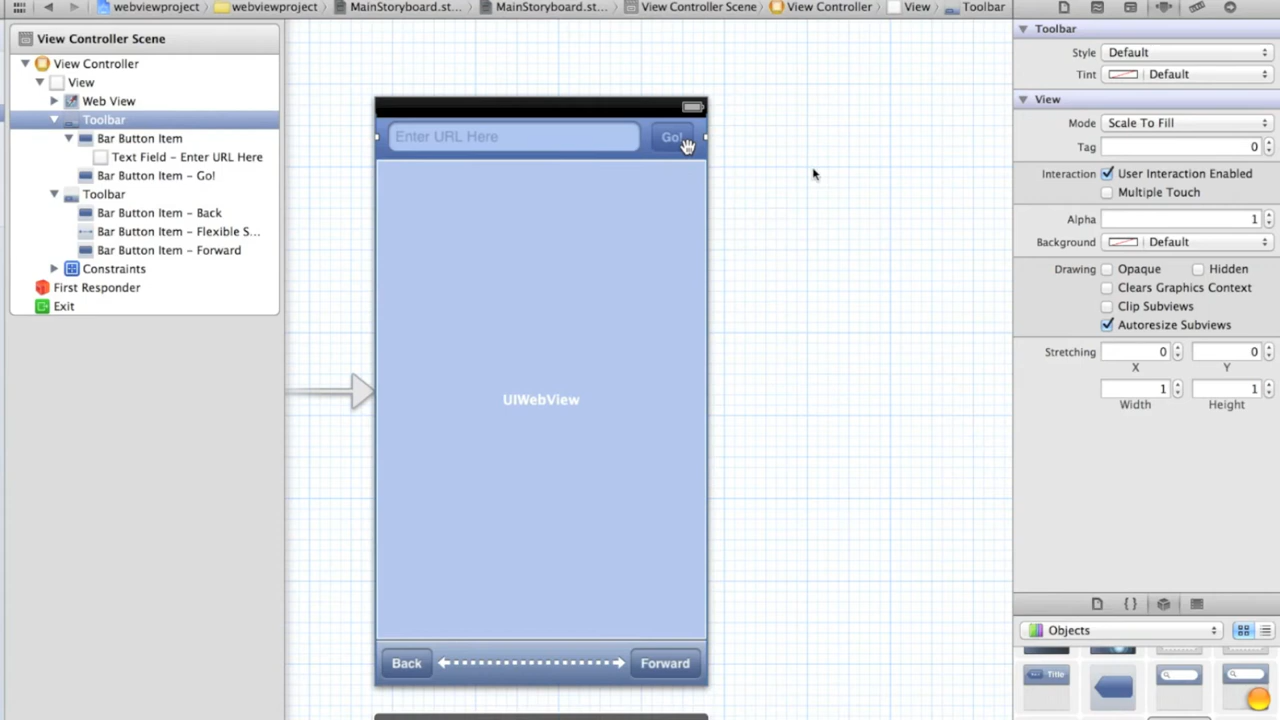 webviewproject
webviewproject
MainStoryboard.st...
MainStoryboard.st...
View Controller Scene
View Controller
View
Toolbar
View Controller Scene
View Controller
View
Web View
Toolbar
Bar Button Item
Text Field – Enter URL Here
Bar Button Item – Go!
Toolbar
Bar Button Item – Back
Bar Button Item – Flexible S...
Bar Button Item – Forward
Constraints
First Responder
Exit
Enter URL Here
Go!
UIWebView
Back
Forward
Toolbar
Style Default
Tint Default
View
Mode Scale To Fill
Tag 0
Interaction User Interaction Enabled
Multiple Touch
Alpha 1
Background Default
Drawing Opaque Hidden
Clears Graphics Context
Clip Subviews
Autoresize Subviews
Stretching 0 0
X Y
1 1
Width Height
{ }
Objects
Title